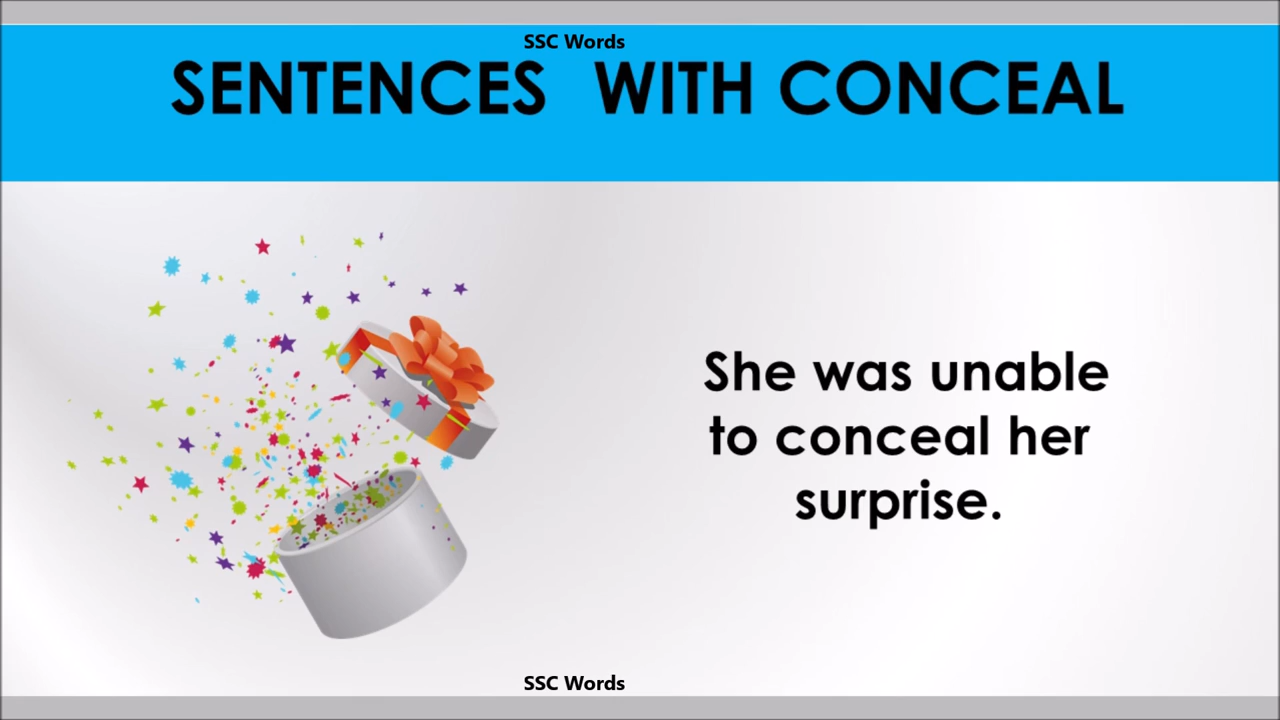 SSC Words
SENTENCES WITH CONCEAL
She was unable
to conceal her
surprise.
SSC Words